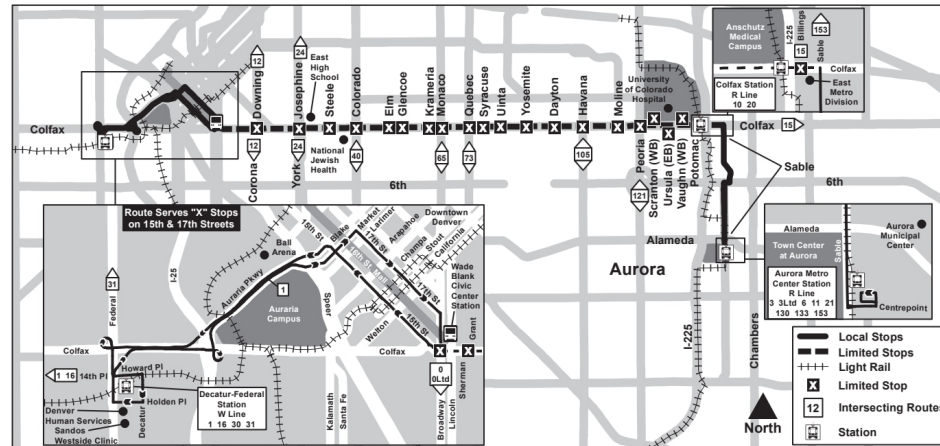 Colfax
12
Downing
24
Josephine
East
High
School
Steele
Colorado
Elm
Glencoe
Krameria
Monaco
Quebec
Syracuse
Uinta
Yosemite
Dayton
Havana
Moline
University
of Colorado
Hospital
Peoria
Scranton (WB)
Ursula (EB)
Vaughn (WB)
Potomac
Colfax
15
Corona
12
York
24
National
Jewish
Health
40
65
73
105
121
6th
6th
Sable
Alameda
Aurora
I-225
Chambers
North
Anschutz
Medical
Campus
I-225
Billings
15
Sable
153
Colfax
Colfax
Station
R Line
10 20
East
Metro
Division
Alameda
Town Center
at Aurora
Sable
Aurora
Municipal
Center
Aurora Metro
Center Station
R Line
3 3Ltd 6 11 21
130 133 153
Centrepoint
Route Serves "X" Stops
on 15th & 17th Streets
31
Federal
I-25
Ball
Arena
Auraria Pkwy
1
Auraria
Campus
Speer
15th St
Blake
Market
Larimer
17th St
Arapahoe
16th St Mall
Champa
Stout
California
Downtown
Denver
Wade
Blank
Civic
Center
Station
17th St
15th St
Welton
Grant
Colfax
Colfax
Howard Pl
1 16
14th Pl
Holden Pl
Decatur
Denver
Human Services
Sandos
Westside Clinic
Decatur-Federal
Station
W Line
1 16 30 31
Kalamath
Santa Fe
0
0Ltd
Broadway
Lincoln
Sherman
Local Stops
Limited Stops
Light Rail
X Limited Stop
12 Intersecting Route
Station